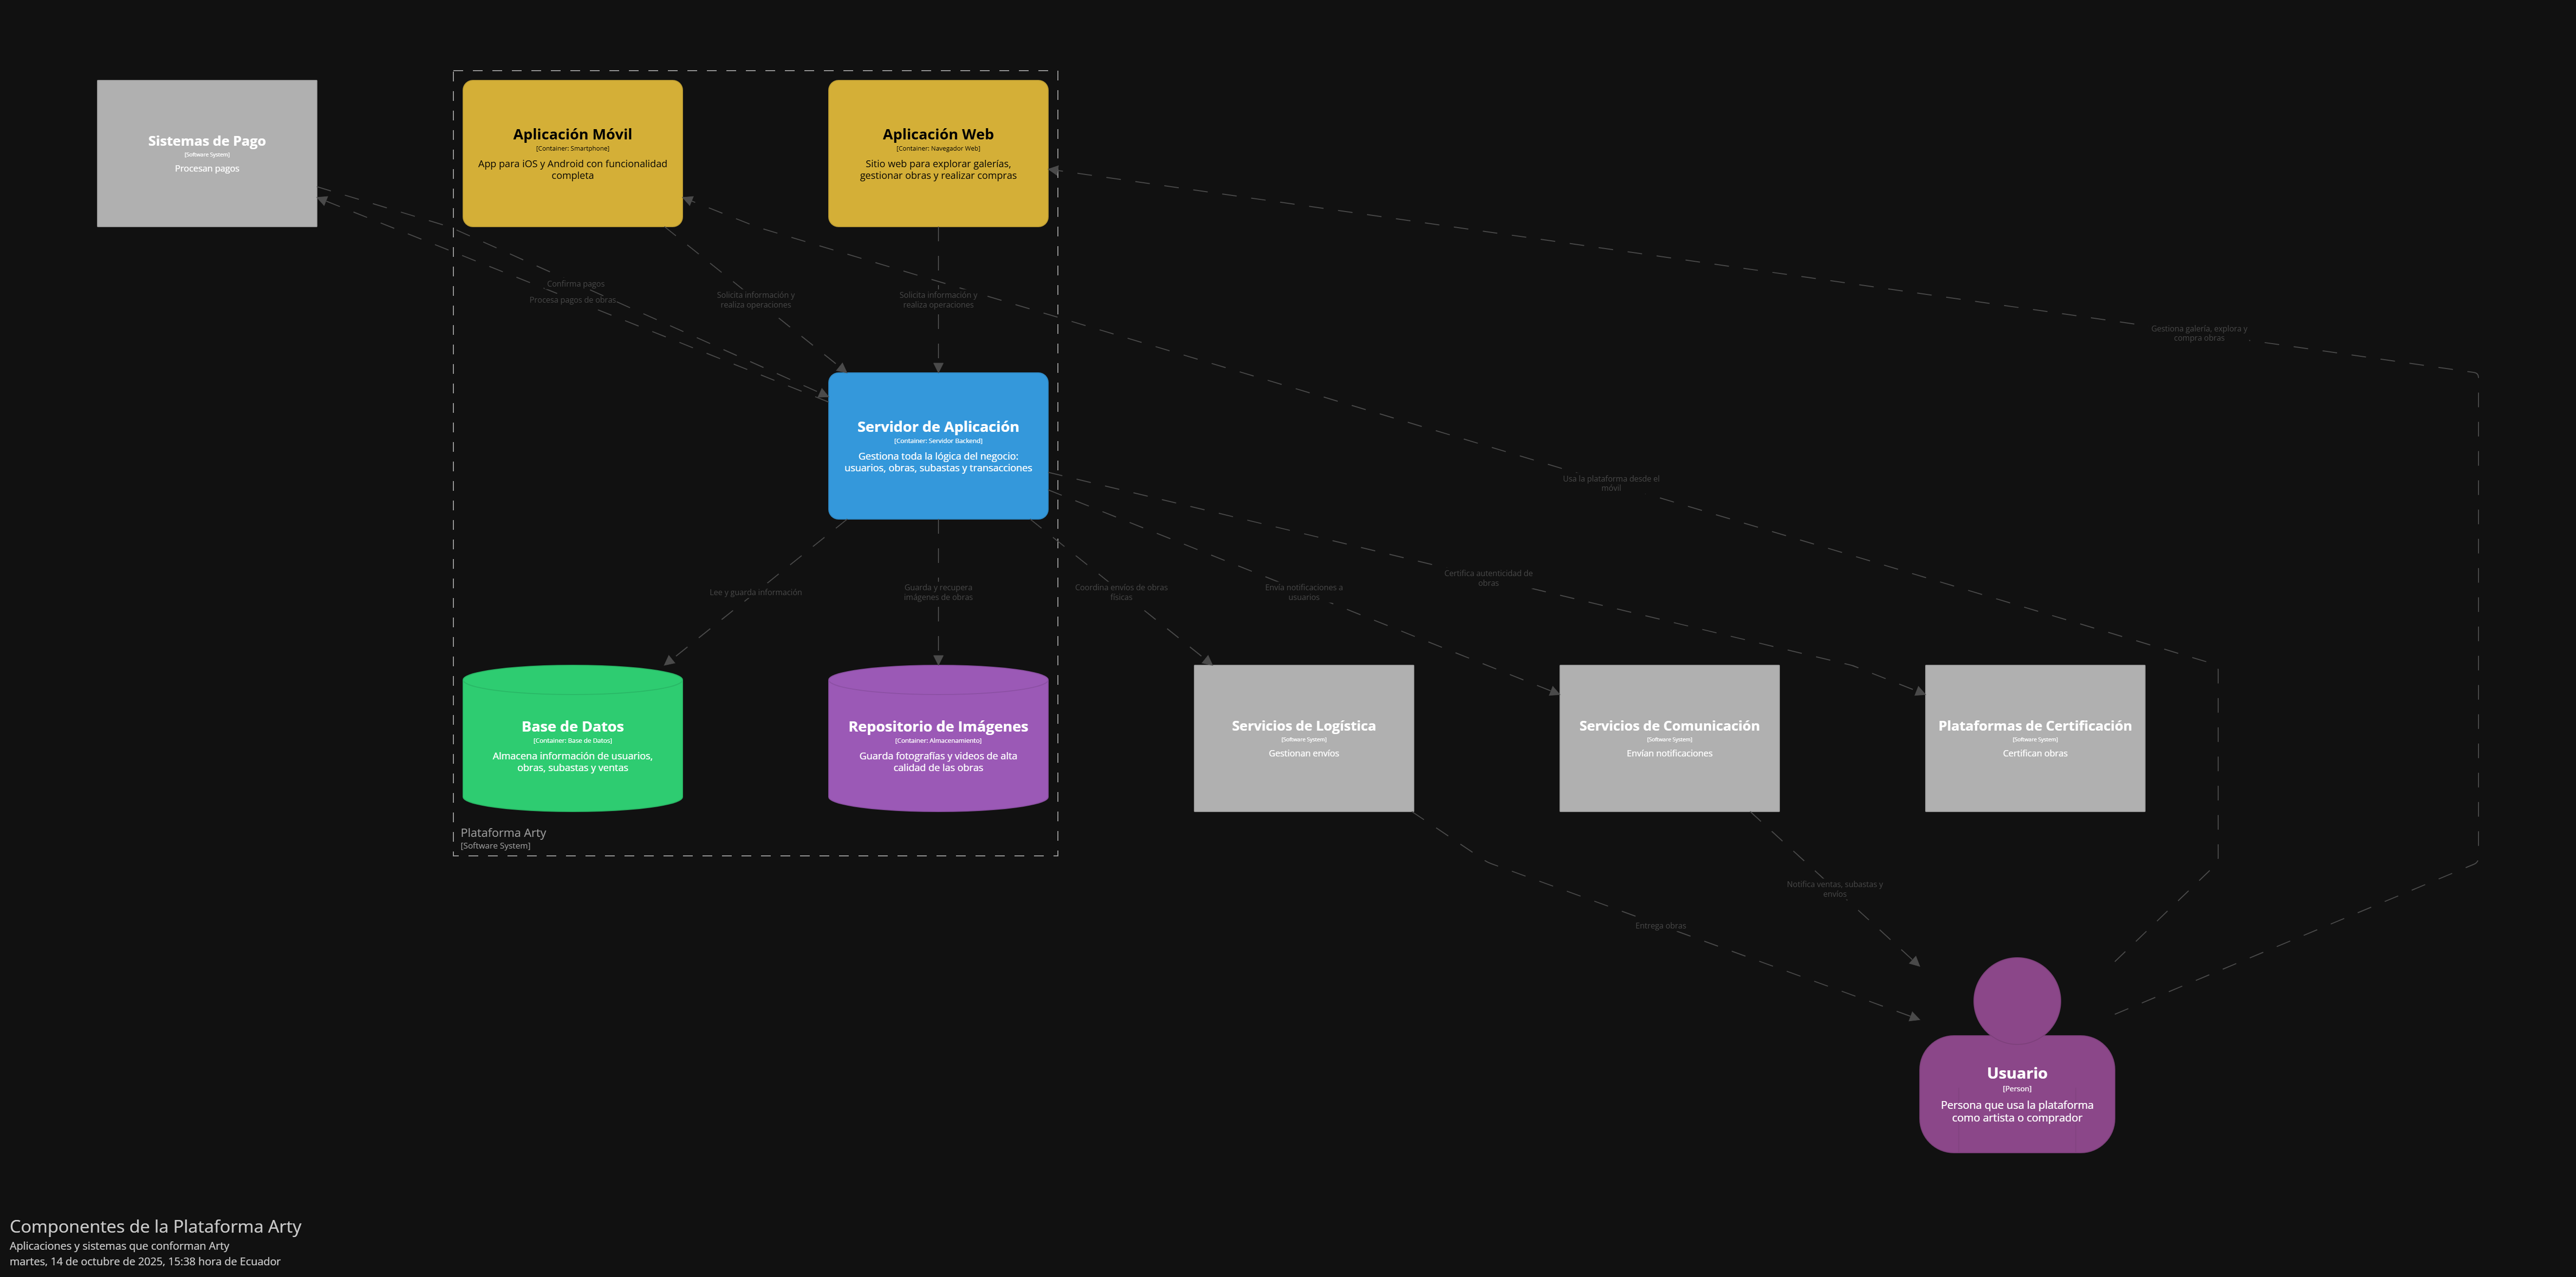 Sistemas de Pago
[Software System]
Procesan pagos
Aplicación Móvil
[Container: Smartphone]
App para iOS y Android con funcionalidad
completa
Aplicación Web
[Container: Navegador Web]
Sitio web para explorar galerías,
gestionar obras y realizar compras
Confirma pagos
Procesa pagos de obras
Solicita información y
realiza operaciones
Solicita información y
realiza operaciones
Gestiona galería, explora y
compra obras
Servidor de Aplicación
[Container: Servidor Backend]
Gestiona toda la lógica del negocio:
usuarios, obras, subastas y transacciones
Usa la plataforma desde el
móvil
Lee y guarda información
Guarda y recupera
imágenes de obras
Coordina envíos de obras
físicas
Envía notificaciones a
usuarios
Certifica autenticidad de
obras
Base de Datos
[Container: Base de Datos]
Almacena información de usuarios,
obras, subastas y ventas
Repositorio de Imágenes
[Container: Almacenamiento]
Guarda fotografías y videos de alta
calidad de las obras
Servicios de Logística
[Software System]
Gestionan envíos
Servicios de Comunicación
[Software System]
Envían notificaciones
Plataformas de Certificación
[Software System]
Certifican obras
Plataforma Arty
[Software System]
Notifica ventas, subastas y
envíos
Entrega obras
Usuario
[Person]
Persona que usa la plataforma
como artista o comprador
Componentes de la Plataforma Arty
Aplicaciones y sistemas que conforman Arty
martes, 14 de octubre de 2025, 15:38 hora de Ecuador